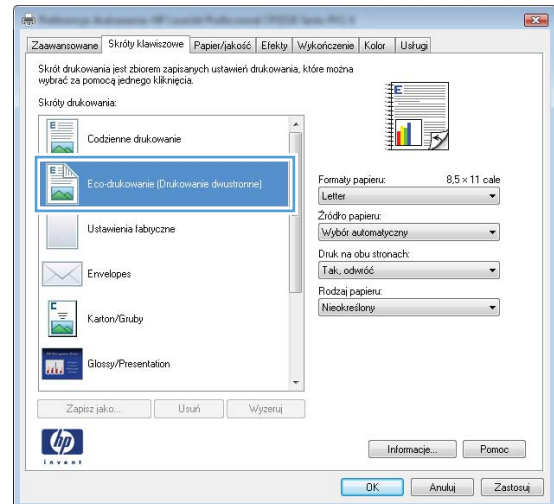 Zaawansowane Skróty klawiszowe Papier/jakość Efekty Wykończenie Kolor Usługi
Skrót drukowania jest zbiorem zapisanych ustawień drukowania, które można
wybrać za pomocą jednego kliknięcia.
Skróty drukowania:
Codzienne drukowanie
Eco-drukowanie (Drukowanie dwustronne)
Ustawienia fabyczne
Envelopes
Karton/Gruby
Glossy/Presentation
Formaty papieru: 8,5 × 11 cale
Letter
Źródło papieru:
Wybór automatyczny
Druk na obu stronach:
Tak, odwróć
Rodzaj papieru:
Nieokreślony
Zapisz jako... Usuń Wyzeruj
hp
invent
Informacje... Pomoc
OK Anuluj Zastosuj